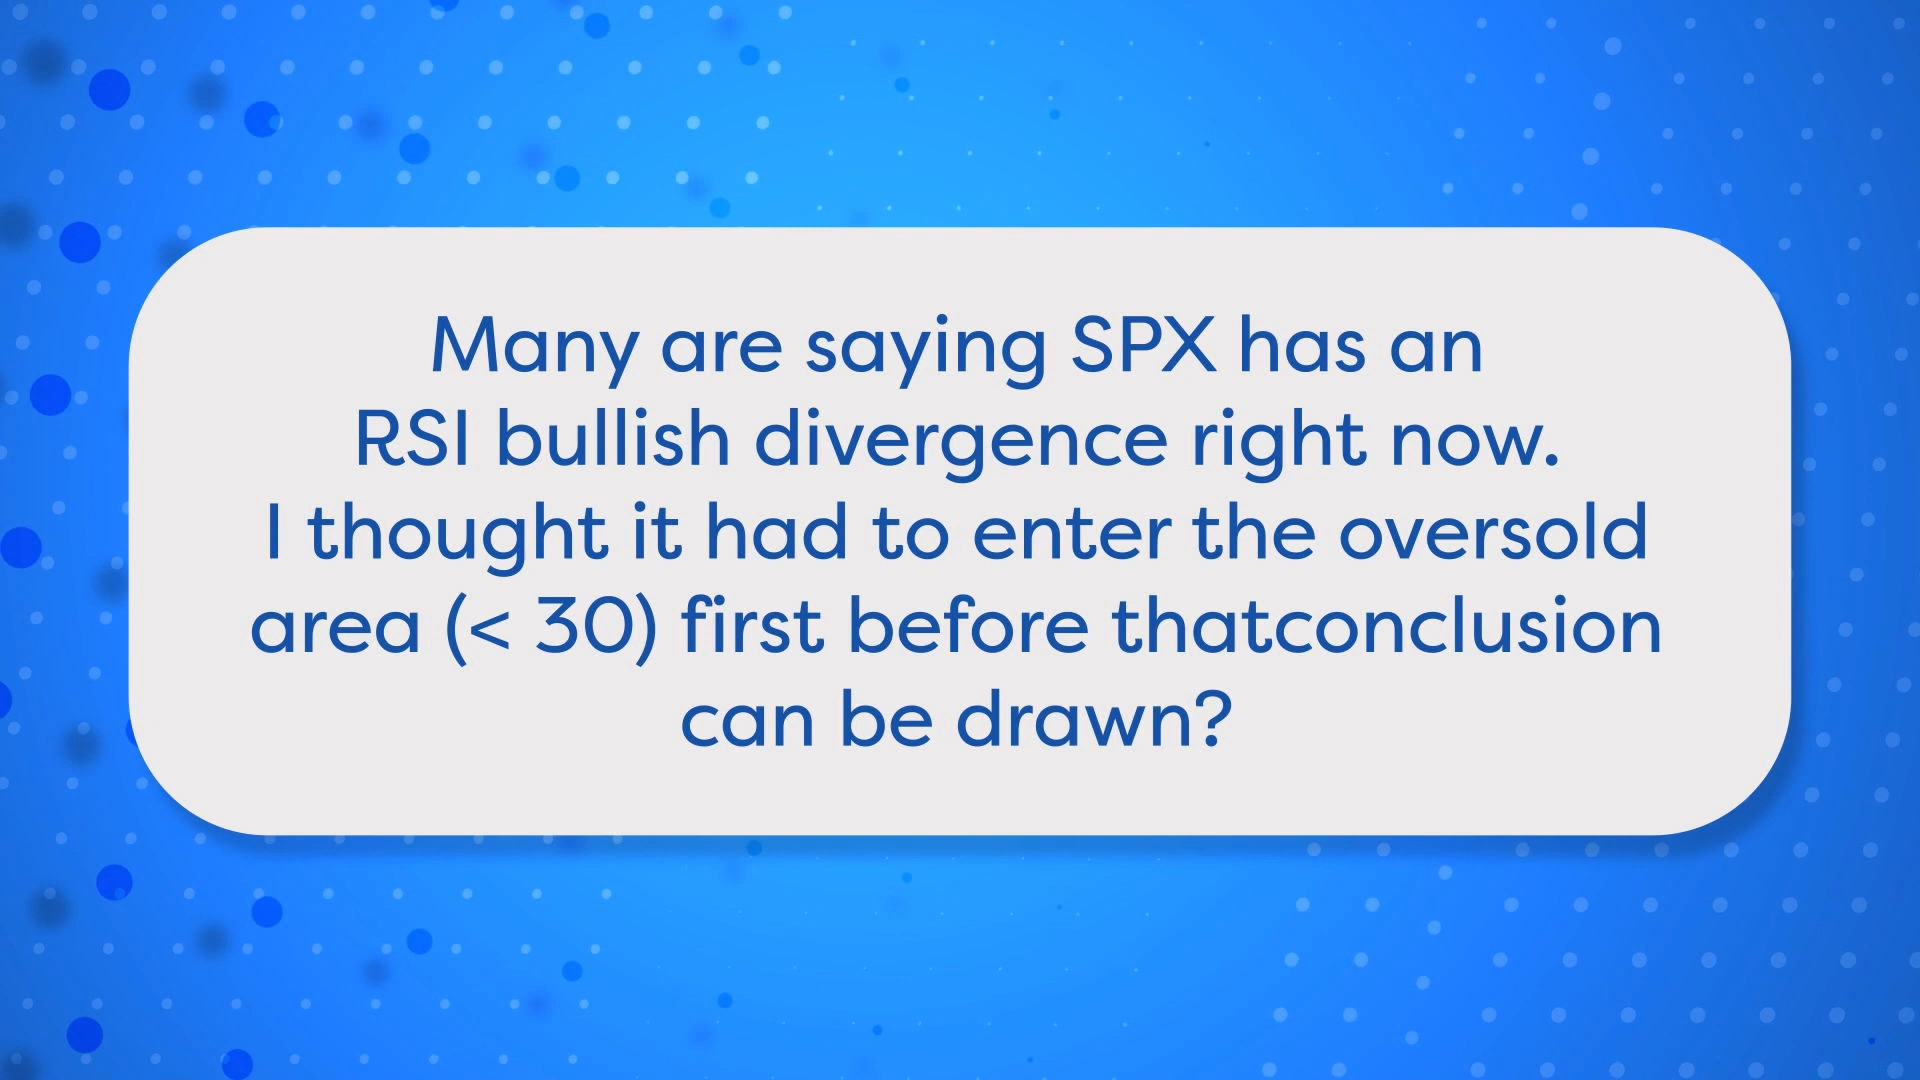 Many are saying SPX has an
RSI bullish divergence right now.
I thought it had to enter the oversold
area (< 30) first before thatconclusion
can be drawn?